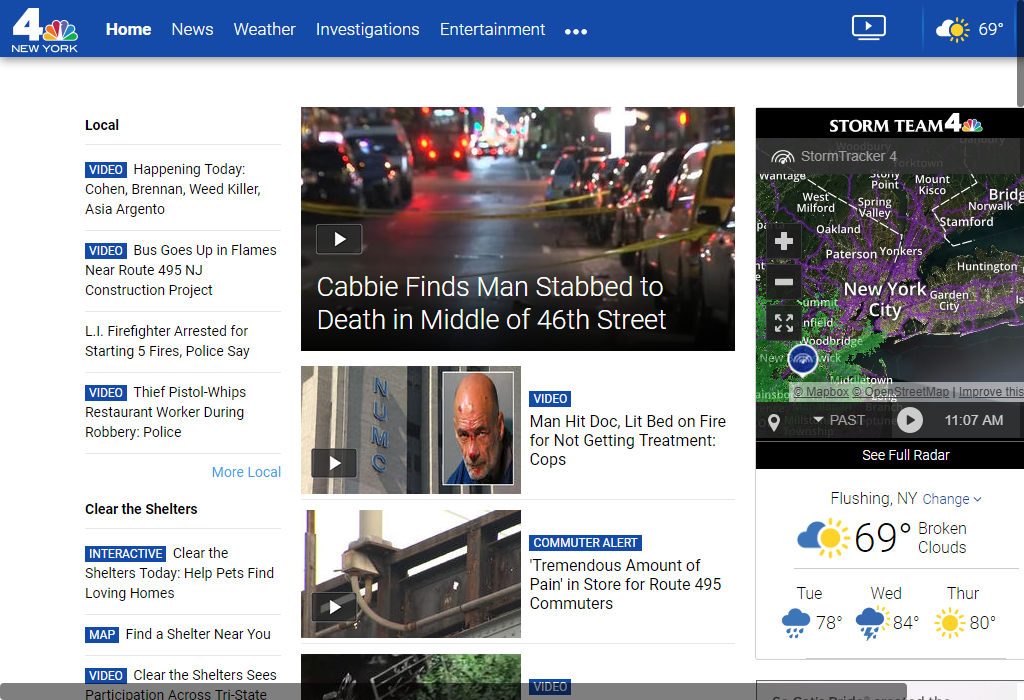 4
NEW YORK
Home
News
Weather
Investigations
Entertainment
69°
Local
VIDEO Happening Today:
Cohen, Brennan, Weed Killer,
Asia Argento
VIDEO Bus Goes Up in Flames
Near Route 495 NJ
Construction Project
L.I. Firefighter Arrested for
Starting 5 Fires, Police Say
VIDEO Thief Pistol-Whips
Restaurant Worker During
Robbery: Police
More Local
Clear the Shelters
INTERACTIVE Clear the
Shelters Today: Help Pets Find
Loving Homes
MAP Find a Shelter Near You
VIDEO Clear the Shelters Sees
Participation Across Tri-State
Cabbie Finds Man Stabbed to
Death in Middle of 46th Street
NUMC
VIDEO
Man Hit Doc, Lit Bed on Fire
for Not Getting Treatment:
Cops
COMMUTER ALERT
'Tremendous Amount of
Pain' in Store for Route 495
Commuters
VIDEO
STORM TEAM 4
StormTracker 4
Woodbury
Danbury
Yorktown
Wantage
Stony
Point
Mount
Kisco
West
Milford
Spring
Valley
Bridg
Norwalk
Stamford
Oakland
Paterson
Yonkers
Huntington
New York
City
Garden
City
Is
Summit
nfield
Woodbridge
New
wick
Middletown
© Mapbox © OpenStreetMap | Improve this
PAST
11:07 AM
Township
See Full Radar
Flushing, NY Change
69°
Broken
Clouds
Tue
Wed
Thur
78°
84°
80°